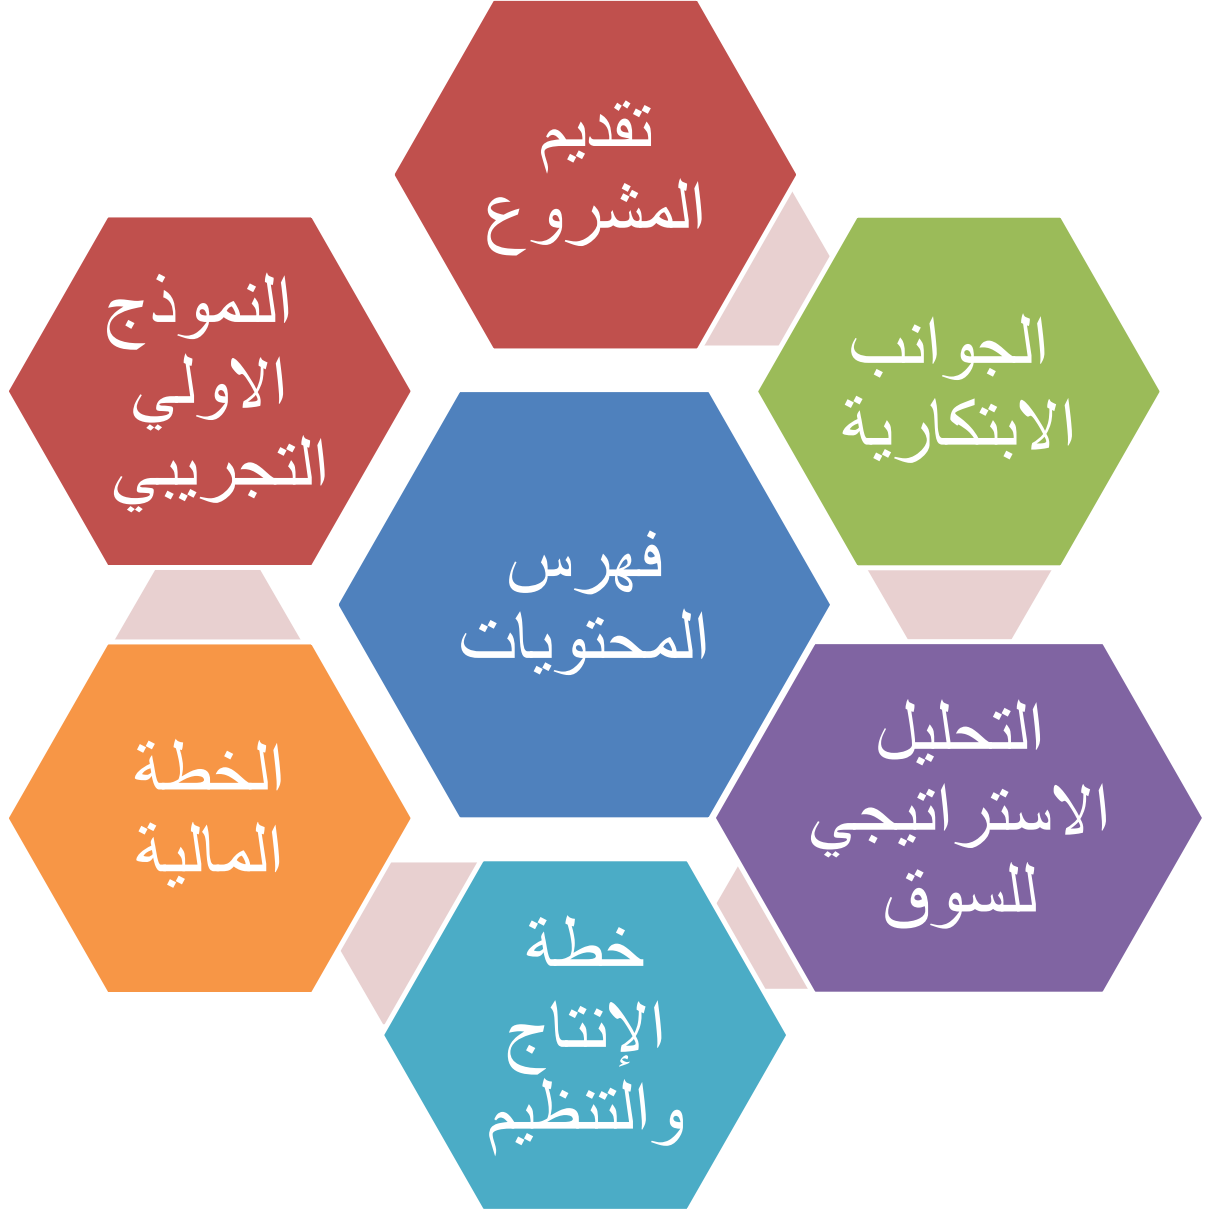 تقديم
المشروع
الجوانب
الابتكارية
التحليل
الاستراتيجي
للسوق
خطة
الإنتاج
والتنظيم
الخطة
المالية
النموذج
الاولي
التجريبي
فهرس
المحتويات